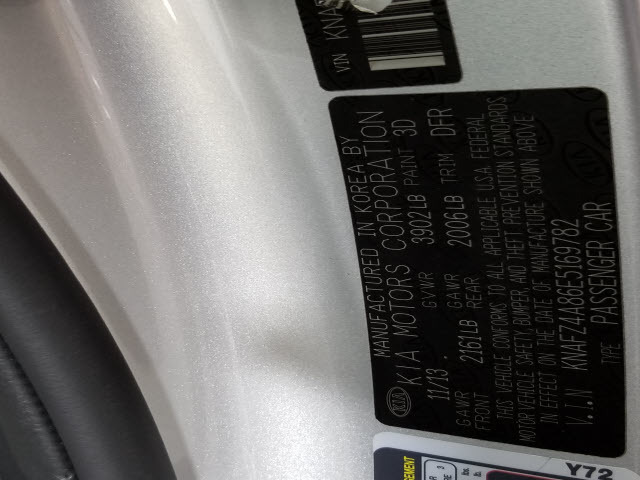 VIN KNA
MANUFACTURED IN KOREA BY
KIA MOTORS CORPORATION
11/13 GVWR 3902LB PAINT 3D
GAWR FRONT 2161LB GAWR REAR 2006LB TRIM DFR
THIS VEHICLE CONFORMS TO ALL APPLICABLE U.S.A. FEDERAL
MOTOR VEHICLE SAFETY, BUMPER, AND THEFT PREVENTION STANDARDS
IN EFFECT ON THE DATE OF MANUFACTURE SHOWN ABOVE
V.I.N KNAFZ4A86E5169782
TYPE PASSENGER CAR
Y72